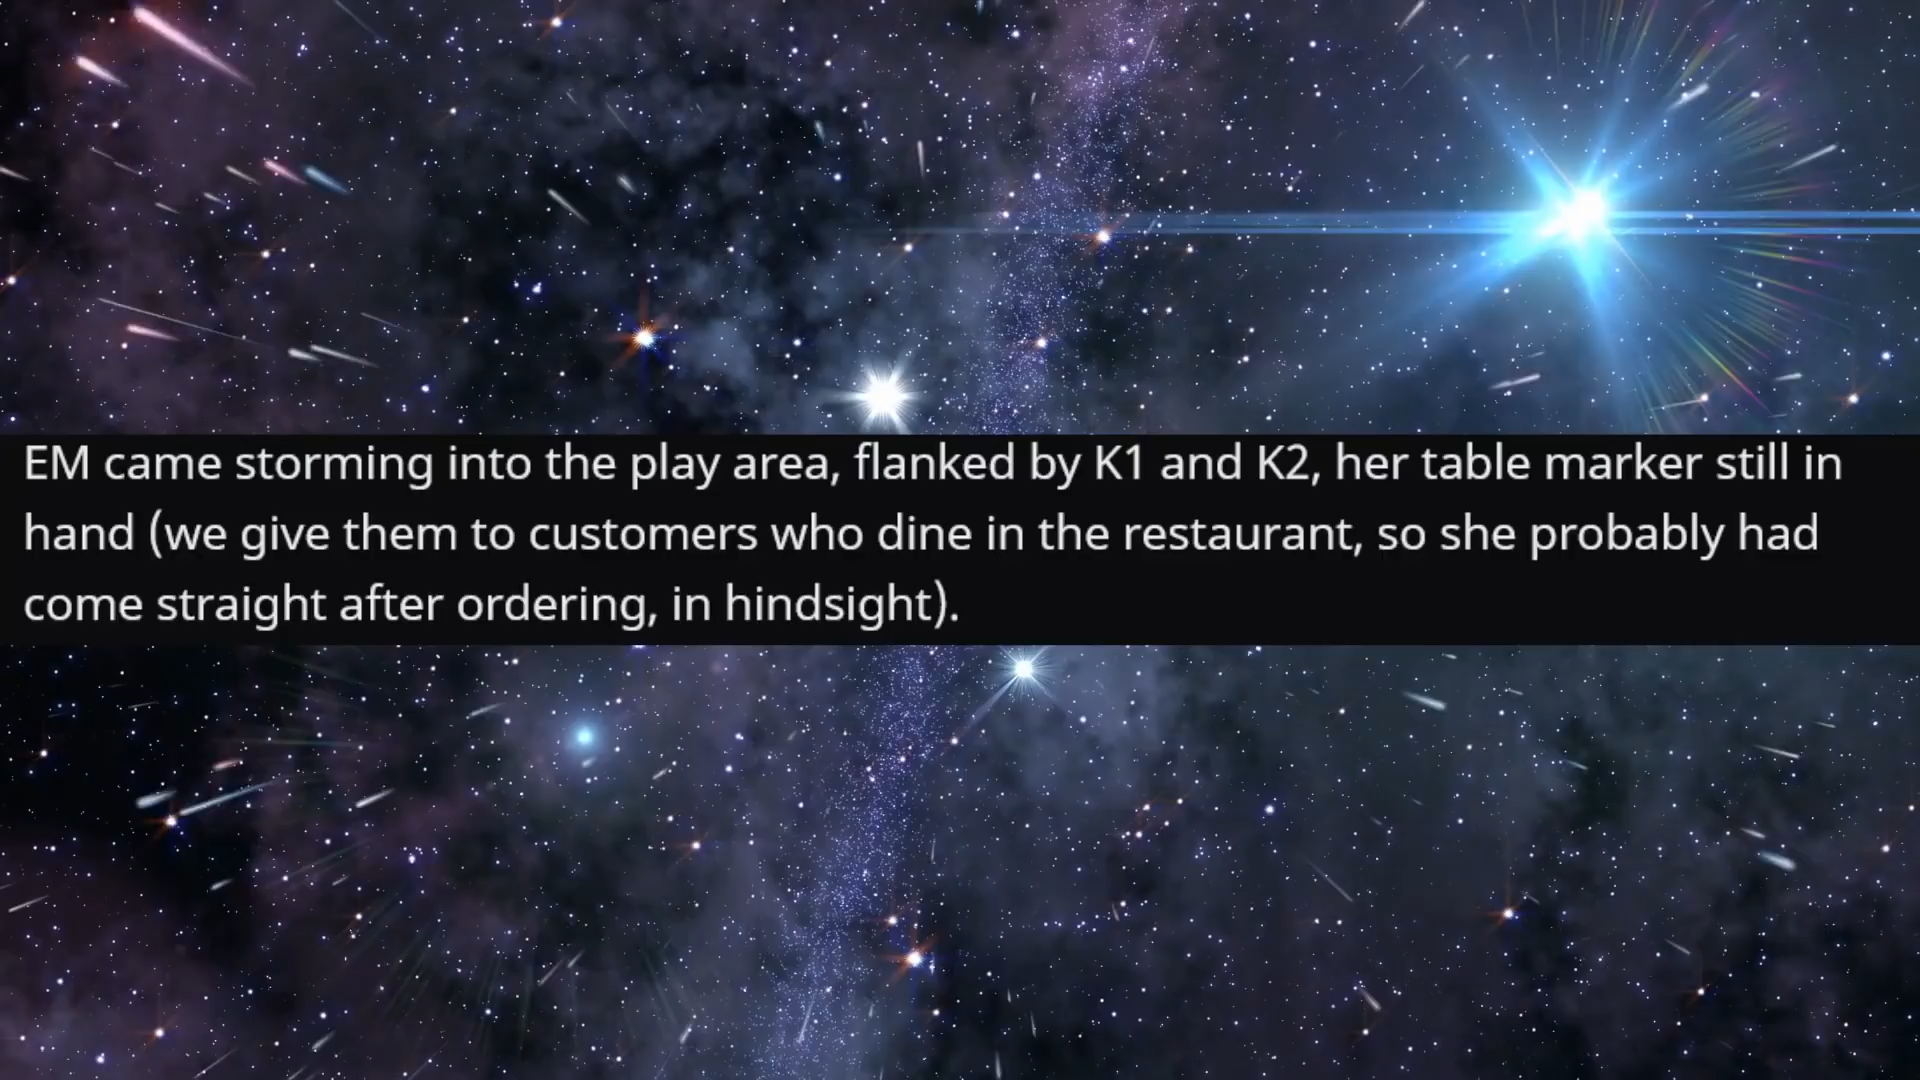 EM came storming into the play area, flanked by K1 and K2, her table marker still in
hand (we give them to customers who dine in the restaurant, so she probably had
come straight after ordering, in hindsight).